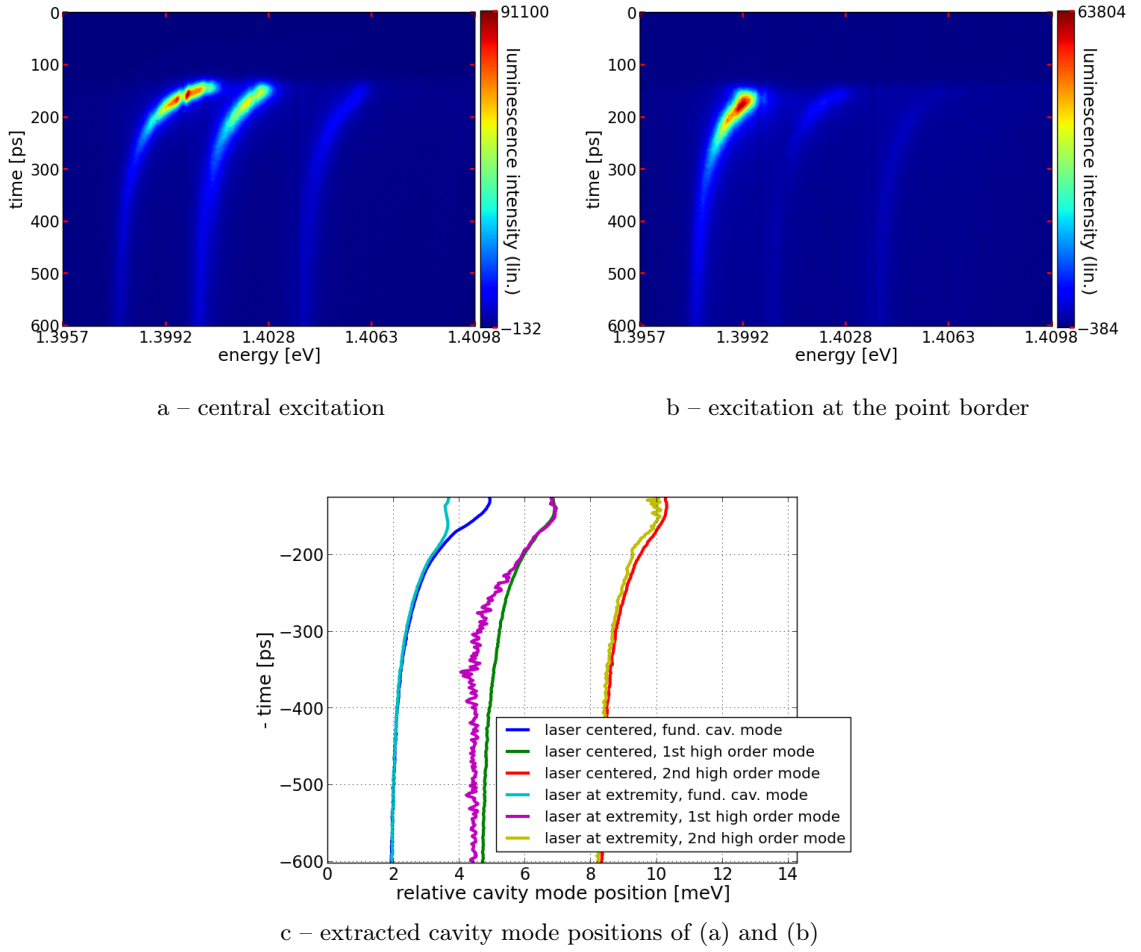 0
100
200
300
400
500
600
time [ps]
1.3957
1.3992
1.4028
1.4063
1.4098
energy [eV]
91100
−132
luminescence intensity (lin.)
a – central excitation
0
100
200
300
400
500
600
time [ps]
1.3957
1.3992
1.4028
1.4063
1.4098
energy [eV]
63804
−384
luminescence intensity (lin.)
b – excitation at the point border
−200
−300
−400
−500
−600
- time [ps]
0
2
4
6
8
10
12
14
relative cavity mode position [meV]
laser centered, fund. cav. mode
laser centered, 1st high order mode
laser centered, 2nd high order mode
laser at extremity, fund. cav. mode
laser at extremity, 1st high order mode
laser at extremity, 2nd high order mode
c – extracted cavity mode positions of (a) and (b)